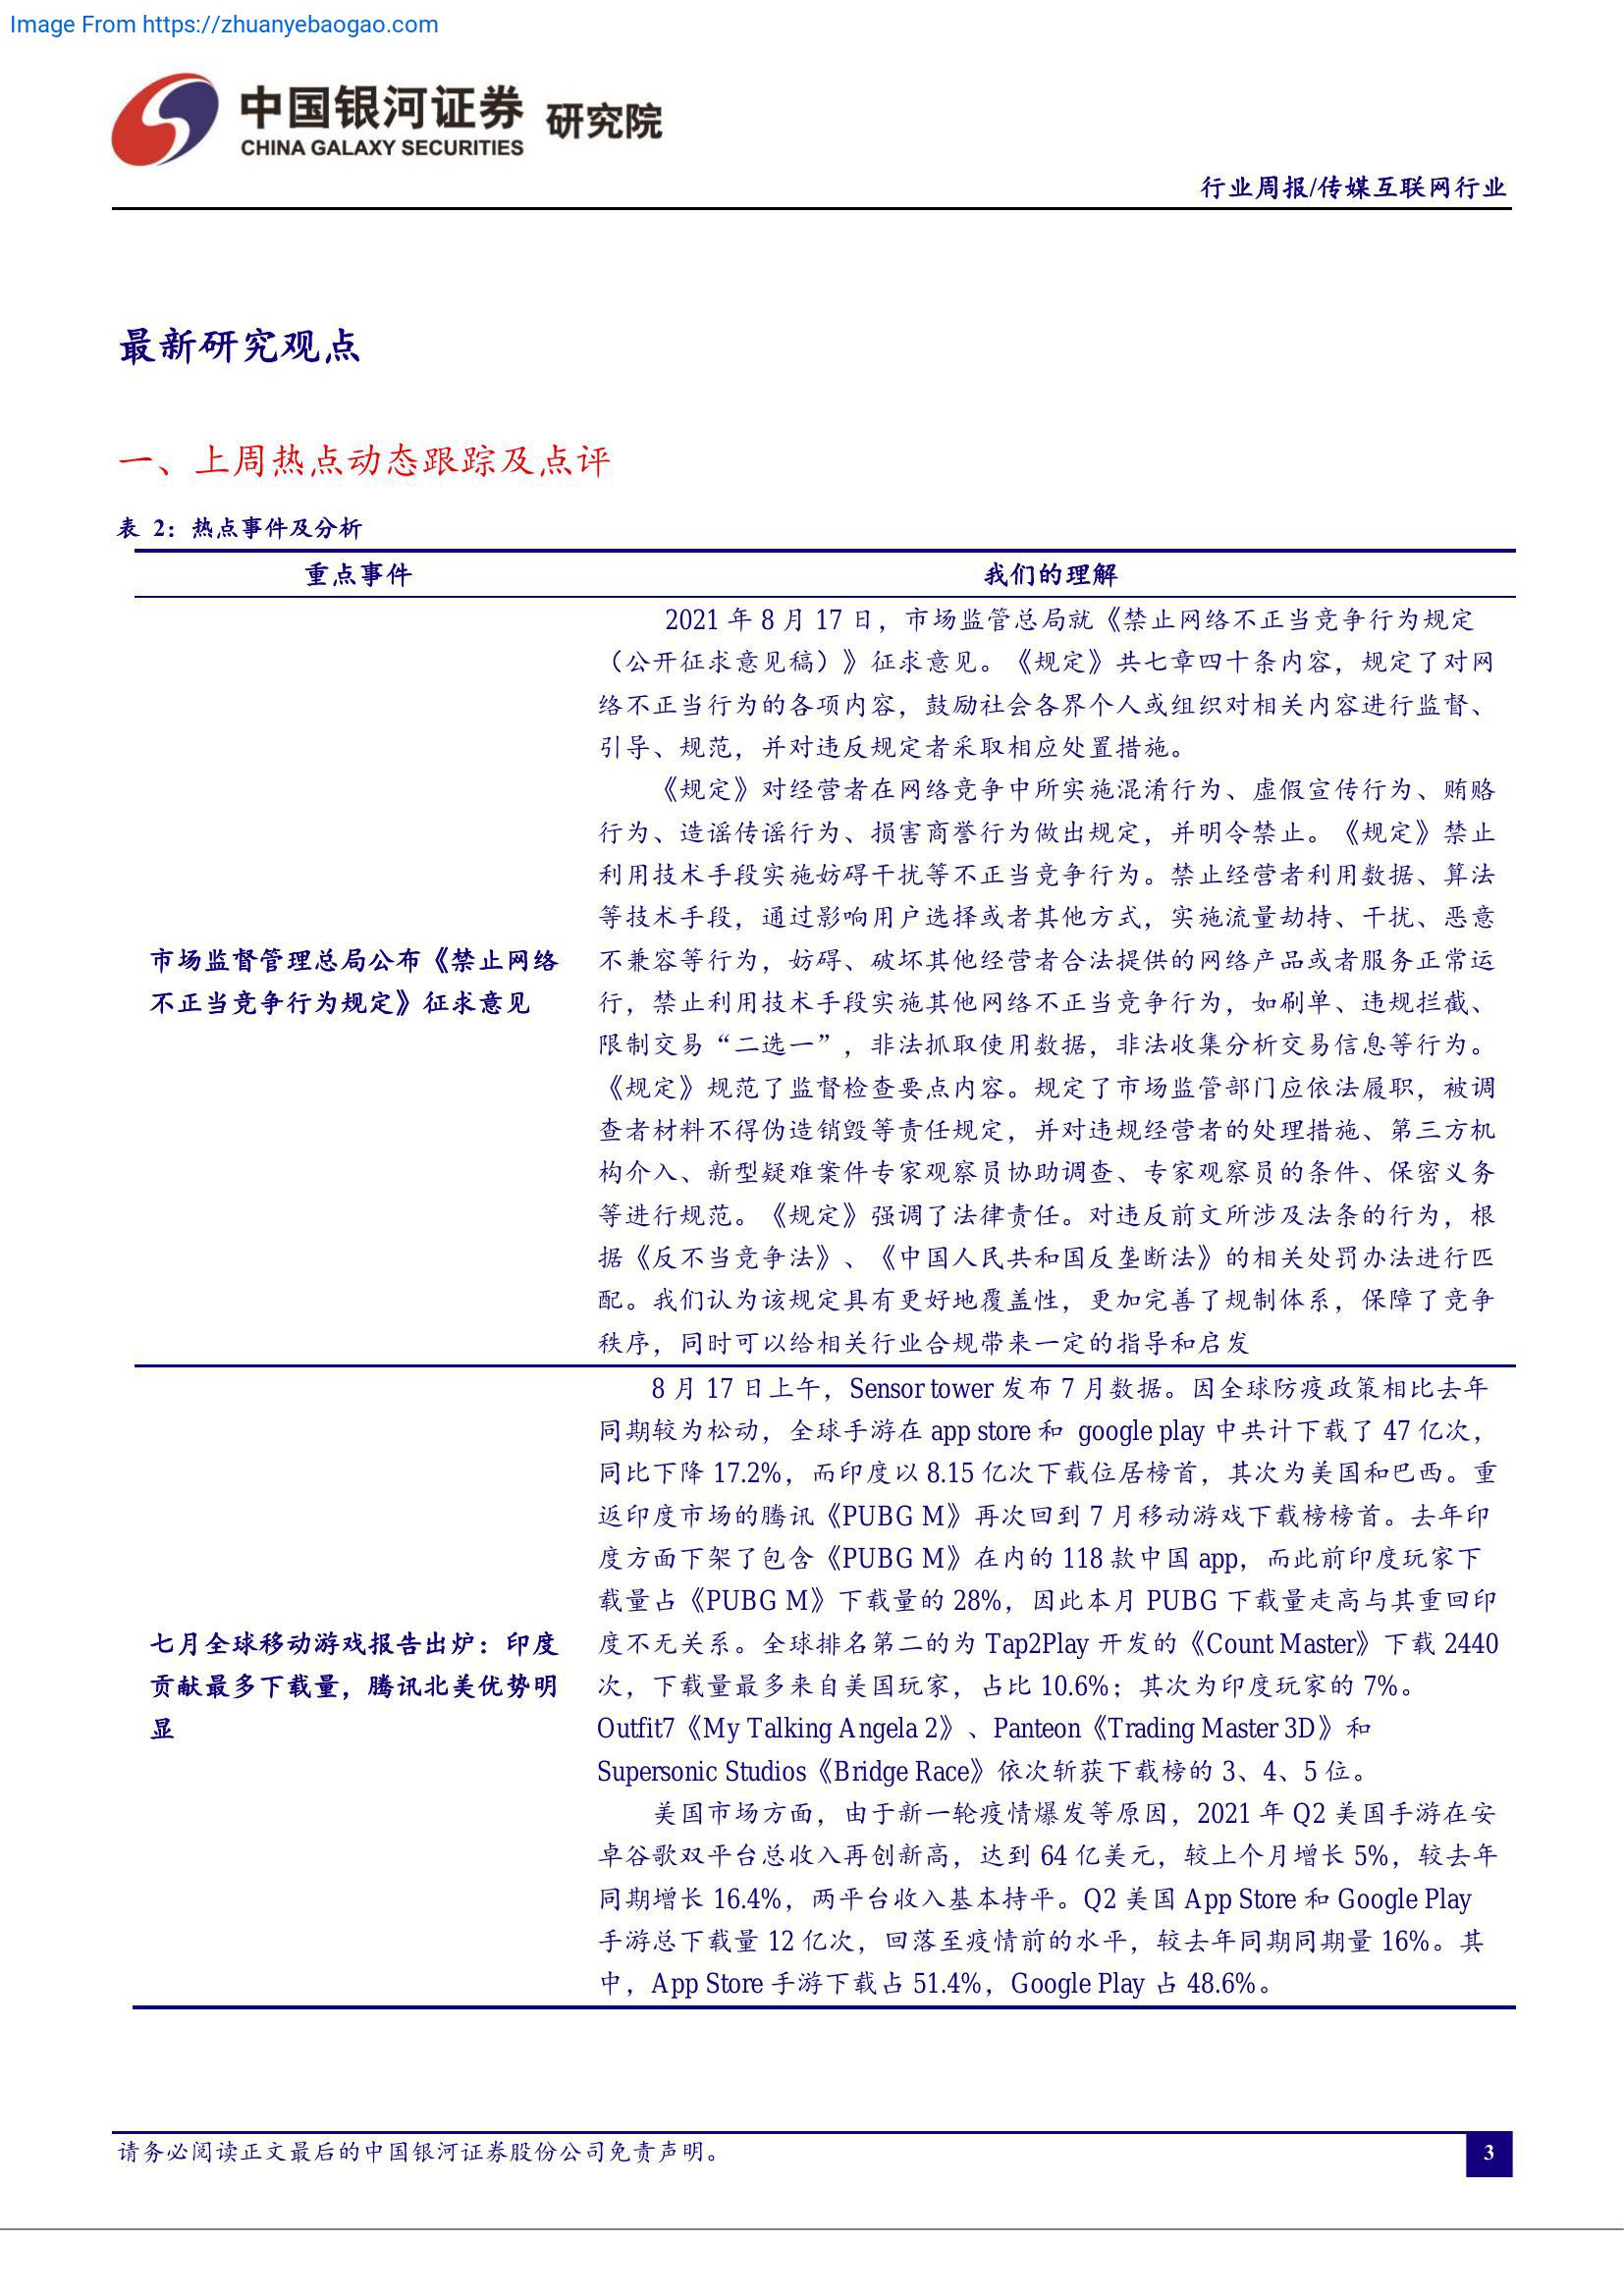 Image From https://zhuanyebaogao.com
中国银河证券 研究院
CHINA GALAXY SECURITIES
行业周报/传媒互联网行业
最新研究观点
一、上周热点动态跟踪及点评
表 2：热点事件及分析
重点事件 我们的理解
市场监督管理总局公布《禁止网络
不正当竞争行为规定》征求意见
2021 年 8 月 17 日，市场监管总局就《禁止网络不正当竞争行为规定
（公开征求意见稿）》征求意见。《规定》共七章四十条内容，规定了对网
络不正当行为的各项内容，鼓励社会各界个人或组织对相关内容进行监督、
引导、规范，并对违反规定者采取相应处置措施。
《规定》对经营者在网络竞争中所实施混淆行为、虚假宣传行为、贿赂
行为、造谣传谣行为、损害商誉行为做出规定，并明令禁止。《规定》禁止
利用技术手段实施妨碍干扰等不正当竞争行为。禁止经营者利用数据、算法
等技术手段，通过影响用户选择或者其他方式，实施流量劫持、干扰、恶意
不兼容等行为，妨碍、破坏其他经营者合法提供的网络产品或者服务正常运
行，禁止利用技术手段实施其他网络不正当竞争行为，如刷单、违规拦截、
限制交易“二选一”，非法抓取使用数据，非法收集分析交易信息等行为。
《规定》规范了监督检查要点内容。规定了市场监管部门应依法履职，被调
查者材料不得伪造销毁等责任规定，并对违规经营者的处理措施、第三方机
构介入、新型疑难案件专家观察员协助调查、专家观察员的条件、保密义务
等进行规范。《规定》强调了法律责任。对违反前文所涉及法条的行为，根
据《反不当竞争法》、《中国人民共和国反垄断法》的相关处罚办法进行匹
配。我们认为该规定具有更好地覆盖性，更加完善了规制体系，保障了竞争
秩序，同时可以给相关行业合规带来一定的指导和启发
七月全球移动游戏报告出炉：印度
贡献最多下载量，腾讯北美优势明
显
8 月 17 日上午，Sensor tower 发布 7 月数据。因全球防疫政策相比去年
同期较为松动，全球手游在 app store 和 google play 中共计下载了 47 亿次，
同比下降 17.2%，而印度以 8.15 亿次下载位居榜首，其次为美国和巴西。重
返印度市场的腾讯《PUBG M》再次回到 7 月移动游戏下载榜榜首。去年印
度方面下架了包含《PUBG M》在内的 118 款中国 app，而此前印度玩家下
载量占《PUBG M》下载量的 28%，因此本月 PUBG 下载量走高与其重回印
度不无关系。全球排名第二的为 Tap2Play 开发的《Count Master》下载 2440
次，下载量最多来自美国玩家，占比 10.6%；其次为印度玩家的 7%。
Outfit7《My Talking Angela 2》、Panteon《Trading Master 3D》和
Supersonic Studios《Bridge Race》依次斩获下载榜的 3、4、5 位。
美国市场方面，由于新一轮疫情爆发等原因，2021 年 Q2 美国手游在安
卓谷歌双平台总收入再创新高，达到 64 亿美元，较上个月增长 5%，较去年
同期增长 16.4%，两平台收入基本持平。Q2 美国 App Store 和 Google Play
手游总下载量 12 亿次，回落至疫情前的水平，较去年同期同期量 16%。其
中，App Store 手游下载占 51.4%，Google Play 占 48.6%。
请务必阅读正文最后的中国银河证券股份公司免责声明。
3